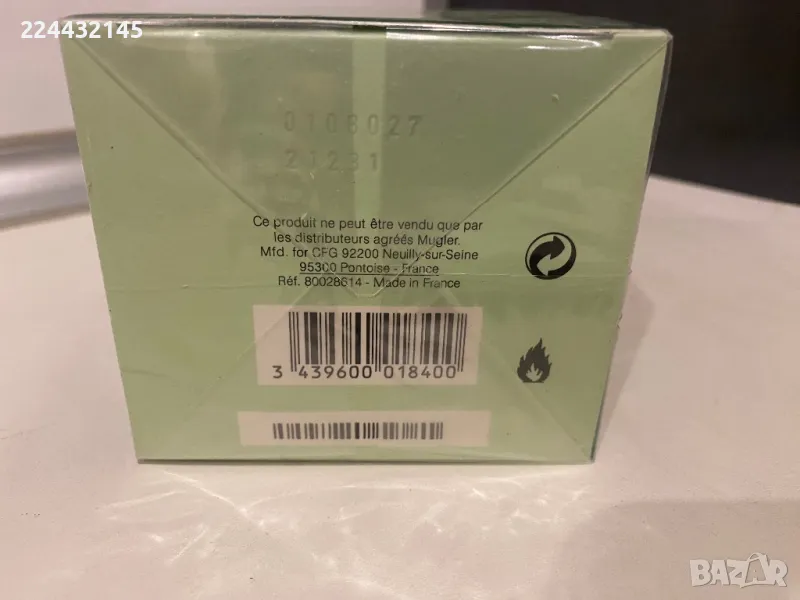 224432145
0108027
21231
Ce produit ne peut être vendu que par
les distributeurs agréés Mugler.
Mfd. for CFG 92200 Neuilly-sur-Seine
95300 Pontoise - France
Réf. 80028614 - Made in France
3 439600 018400
BAZAR